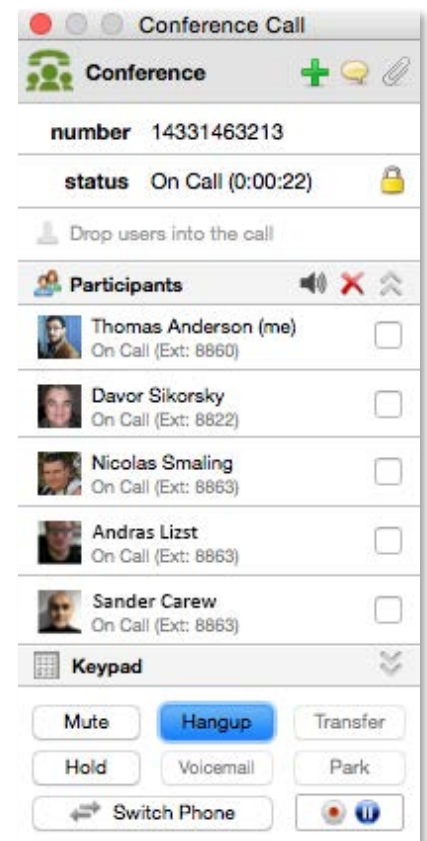 Conference Call
Conference
number 14331463213
status On Call (0:00:22)
Drop users into the call
Participants
Thomas Anderson (me)
On Call (Ext: 8860)
Davor Sikorsky
On Call (Ext: 8822)
Nicolas Smaling
On Call (Ext: 8863)
Andras Lizst
On Call (Ext: 8863)
Sander Carew
On Call (Ext: 8863)
Keypad
Mute Hangup Transfer
Hold Voicemail Park
Switch Phone